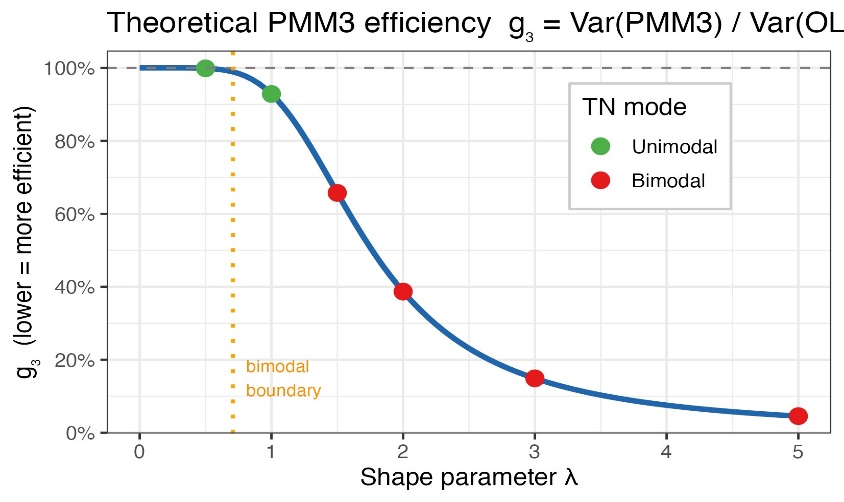 Theoretical PMM3 efficiency g₃ = Var(PMM3) / Var(OL
100%
80%
60%
40%
20%
0%
g₃ (lower = more efficient)
TN mode
Unimodal
Bimodal
bimodal
boundary
0 1 2 3 4 5
Shape parameter λ